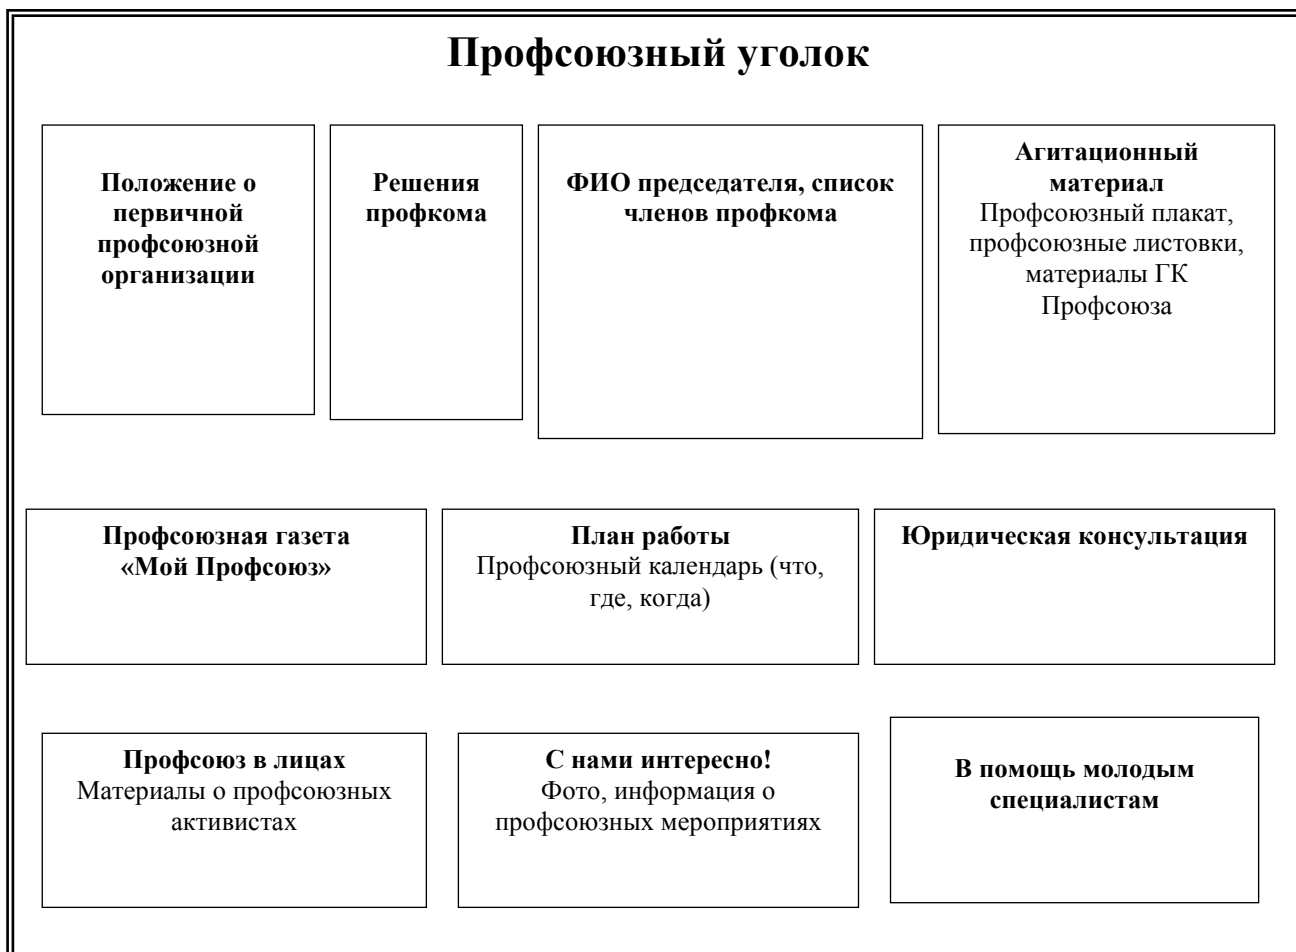 Профсоюзный уголок
Положение о
первичной
профсоюзной
организации
Решения
профкома
ФИО председателя, список
членов профкома
Агитационный
материал
Профсоюзный плакат,
профсоюзные листовки,
материалы ГК
Профсоюза
Профсоюзная газета
«Мой Профсоюз»
План работы
Профсоюзный календарь (что,
где, когда)
Юридическая консультация
Профсоюз в лицах
Материалы о профсоюзных
активистах
С нами интересно!
Фото, информация о
профсоюзных мероприятиях
В помощь молодым
специалистам